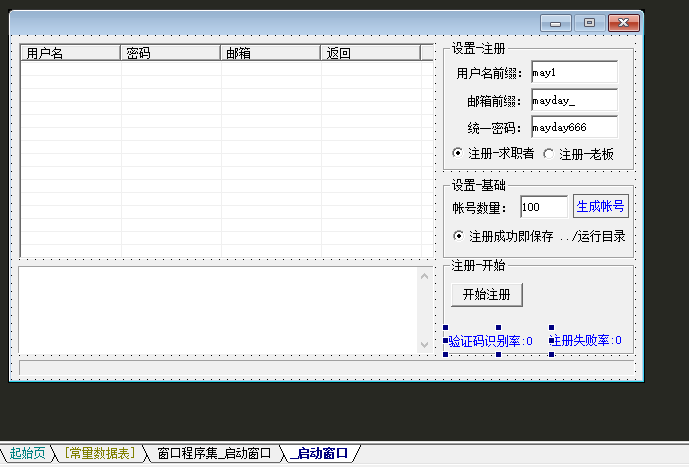 用户名 密码 邮箱 返回
设置-注册
用户名前缀： may1
邮箱前缀： mayday_
统一密码： mayday666
注册-求职者 注册-老板
设置-基础
帐号数量： 100 生成帐号
注册成功即保存 ../运行目录
注册-开始
开始注册
验证码识别率:0 注册失败率:0
起始页 [常量数据表] 窗口程序集_启动窗口 _启动窗口